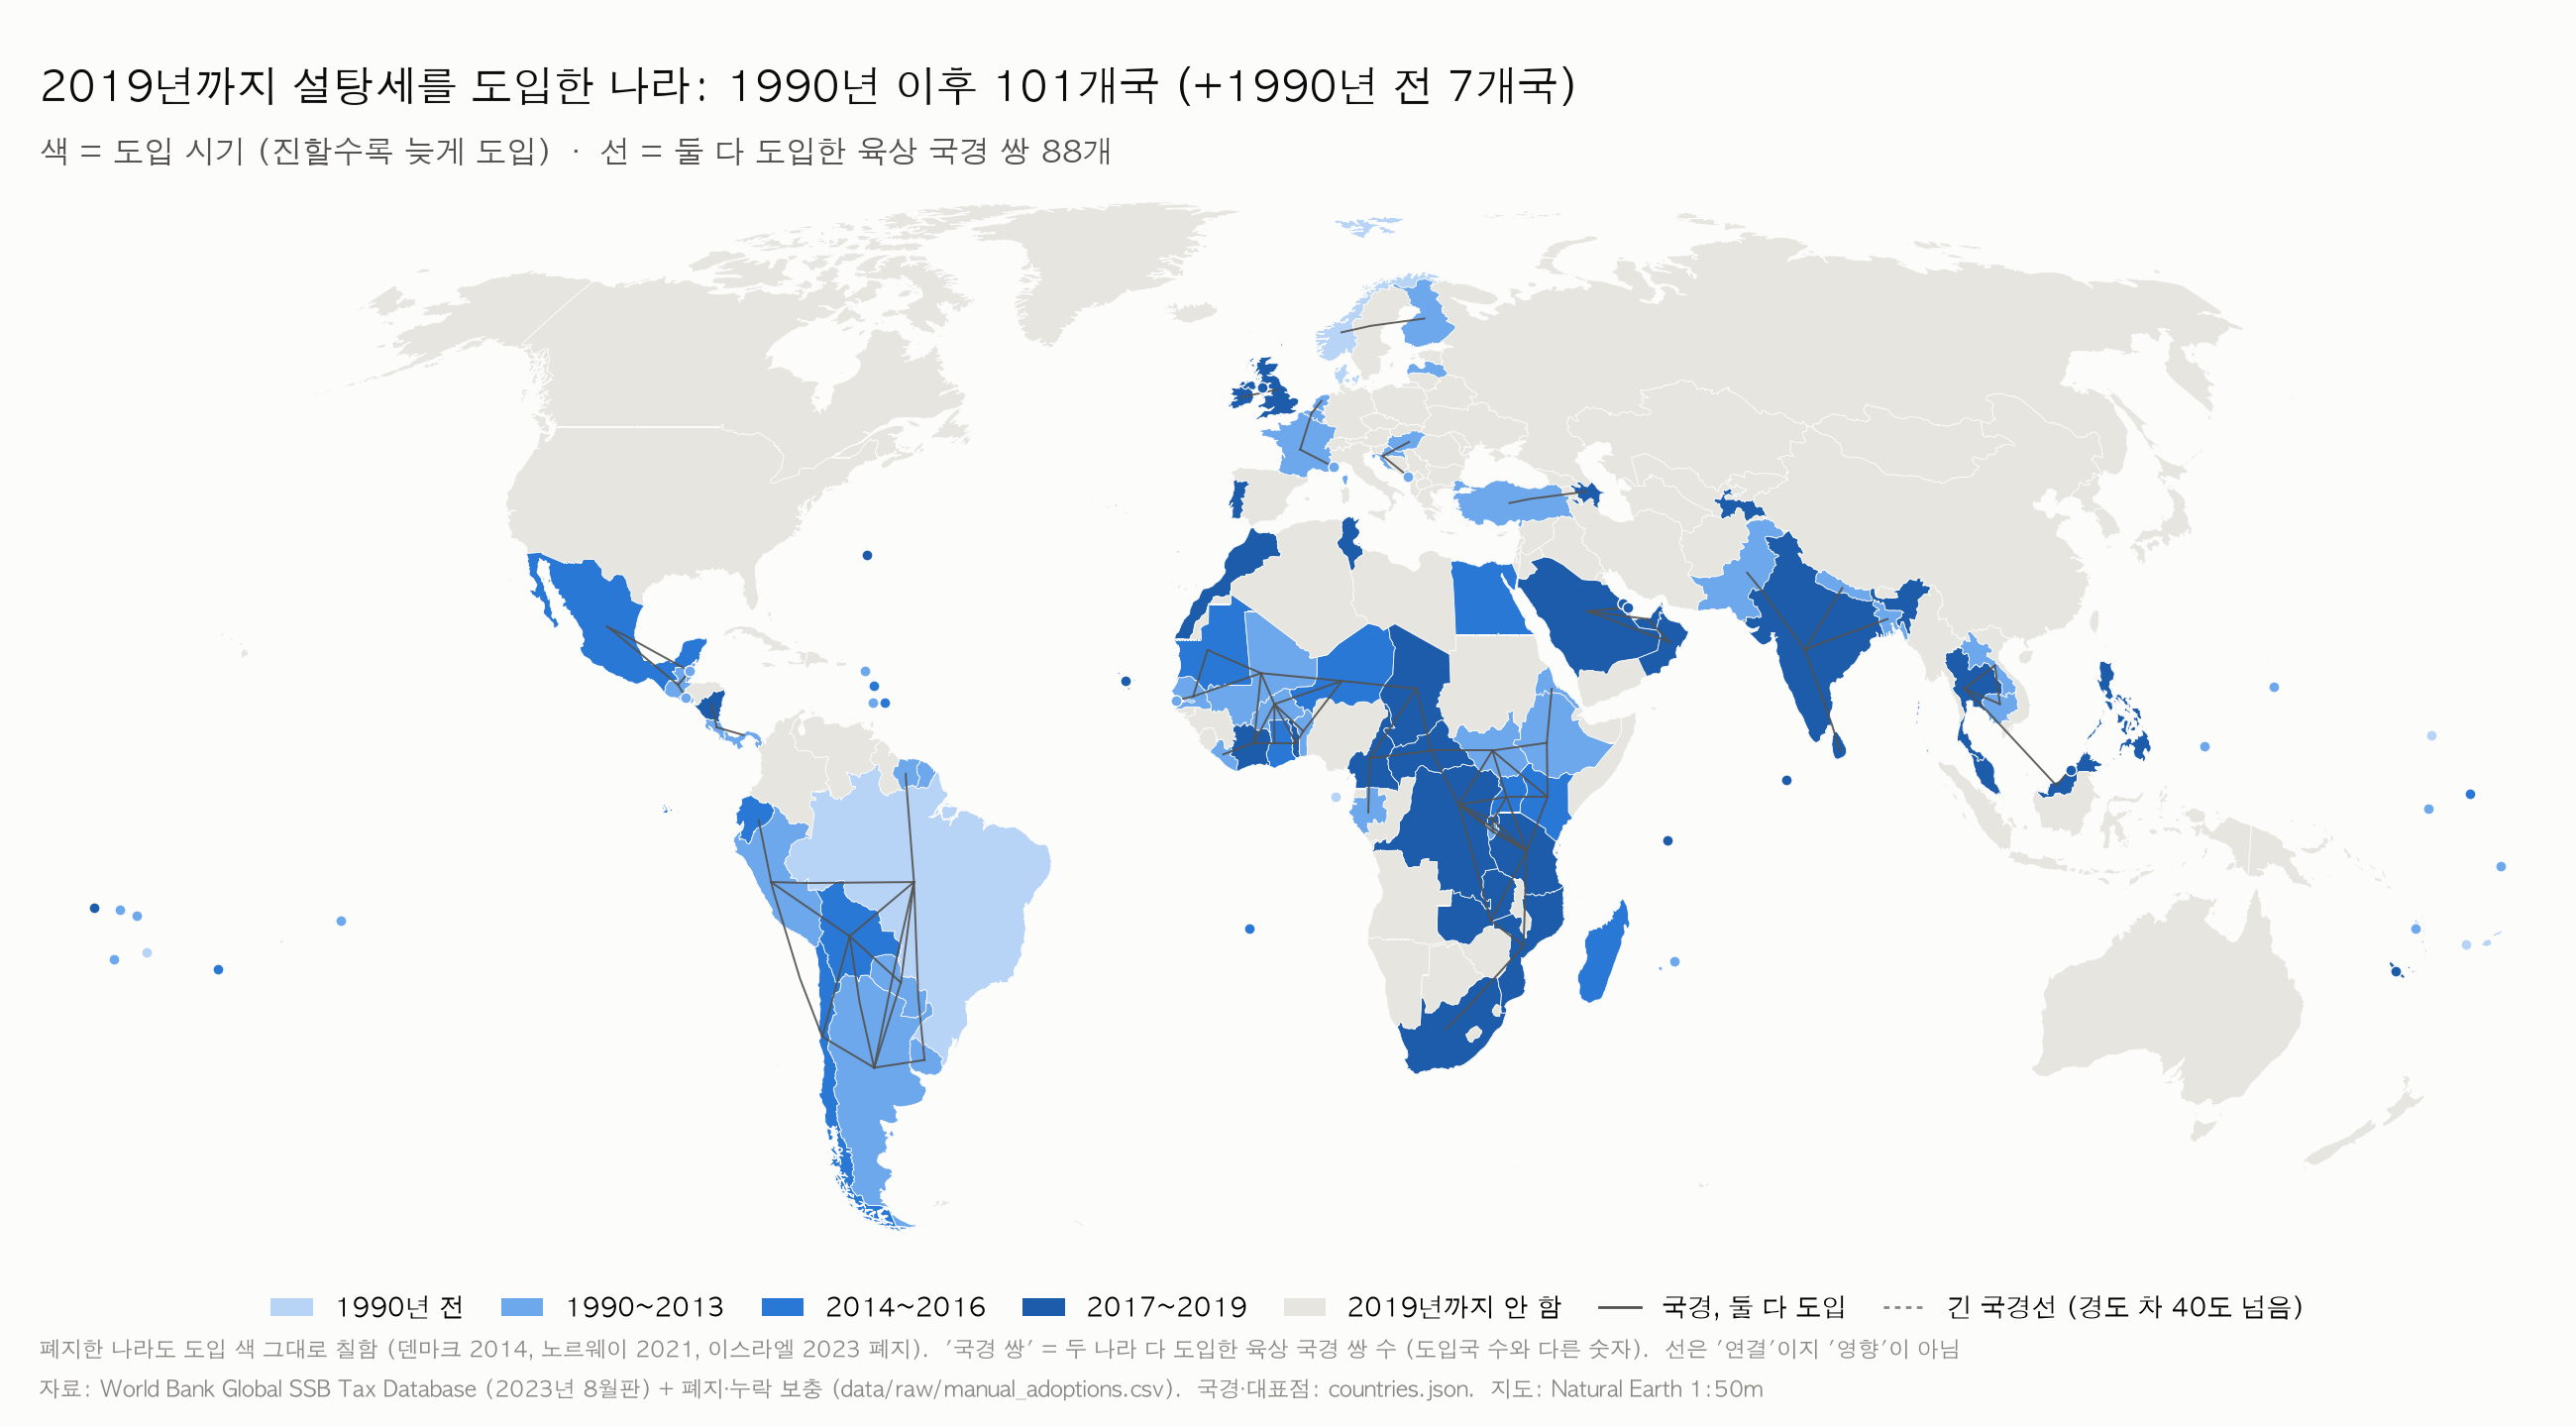 2019년까지 설탕세를 도입한 나라: 1990년 이후 101개국 (+1990년 전 7개국)
색 = 도입 시기 (진할수록 늦게 도입) · 선 = 둘 다 도입한 육상 국경 쌍 88개
1990년 전 1990~2013 2014~2016 2017~2019 2019년까지 안 함 국경, 둘 다 도입 긴 국경선 (경도 차 40도 넘음)
폐지한 나라도 도입 색 그대로 칠함 (덴마크 2014, 노르웨이 2021, 이스라엘 2023 폐지). '국경 쌍' = 두 나라 다 도입한 육상 국경 쌍 수 (도입국 수와 다른 숫자). 선은 '연결'이지 '영향'이 아님
자료: World Bank Global SSB Tax Database (2023년 8월판) + 폐지·누락 보충 (data/raw/manual_adoptions.csv). 국경·대표점: countries.json. 지도: Natural Earth 1:50m